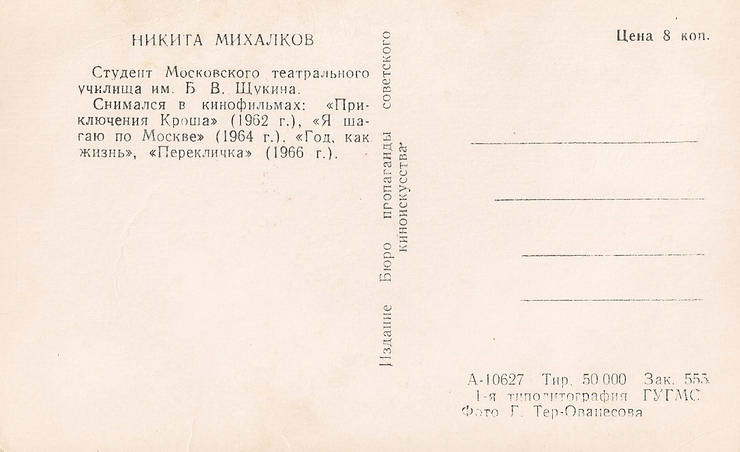 НИКИТА МИХАЛКОВ
Студент Московского театрального
училища им. Б. В. Щукина.
Снимался в кинофильмах: «При-
ключения Кроша» (1962 г.), «Я ша-
гаю по Москве» (1964 г.), «Год, как
жизнь», «Перекличка» (1966 г.).
Издание Бюро пропаганды советского
киноискусства
Цена 8 коп.
А-10627 Тир. 50 000 Зак. 555.
1-я типолитография ГУГМС
Фото Г. Тер-Ованесова